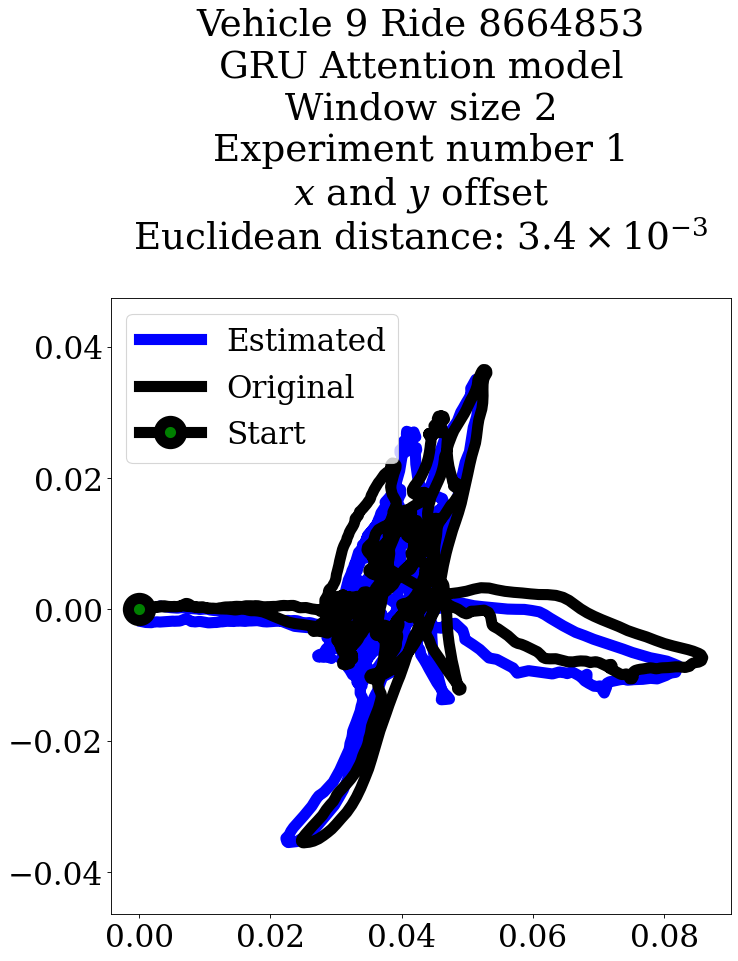 Vehicle 9 Ride 8664853
GRU Attention model
Window size 2
Experiment number 1
x and y offset
Euclidean distance: 3.4 × 10⁻³
Estimated
Original
Start
0.04
0.02
0.00
−0.02
−0.04
0.00 0.02 0.04 0.06 0.08